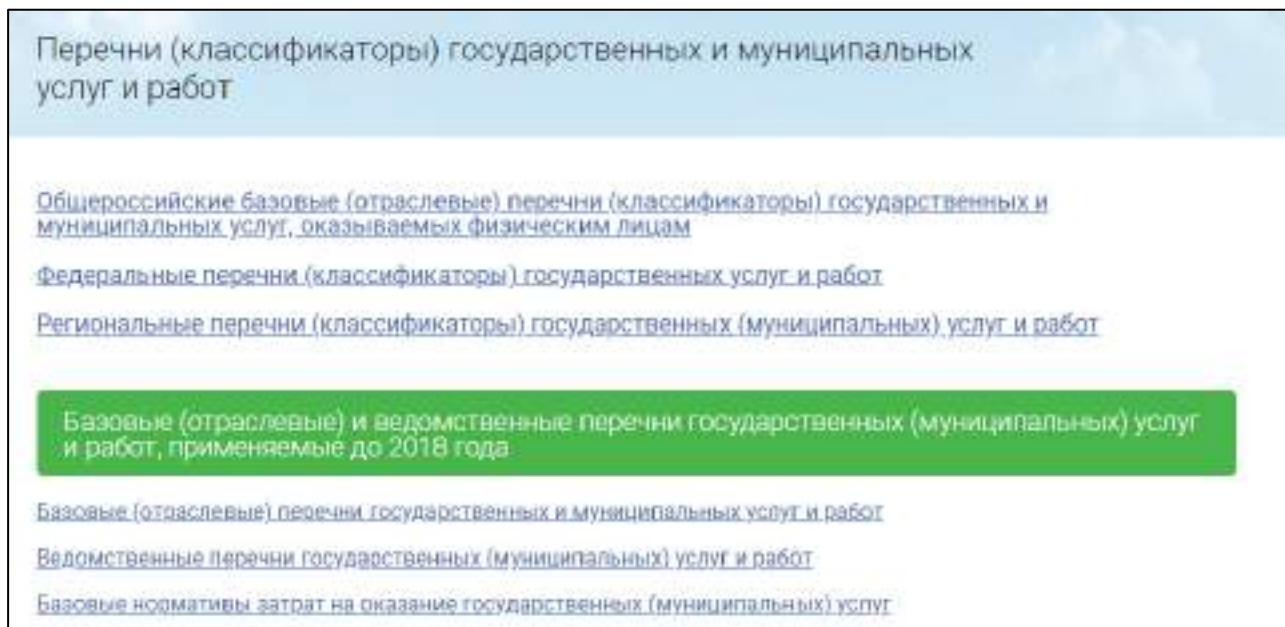 Перечни (классификаторы) государственных и муниципальных
услуг и работ
Общероссийские базовые (отраслевые) перечни (классификаторы) государственных и
муниципальных услуг, оказываемых физическим лицам
Федеральные перечни (классификаторы) государственных услуг и работ
Региональные перечни (классификаторы) государственных (муниципальных) услуг и работ
Базовые (отраслевые) и ведомственные перечни государственных (муниципальных) услуг
и работ, применяемые до 2018 года
Базовые (отраслевые) перечни государственных и муниципальных услуг и работ
Ведомственные перечни государственных (муниципальных) услуг и работ
Базовые нормативы затрат на оказание государственных (муниципальных) услуг